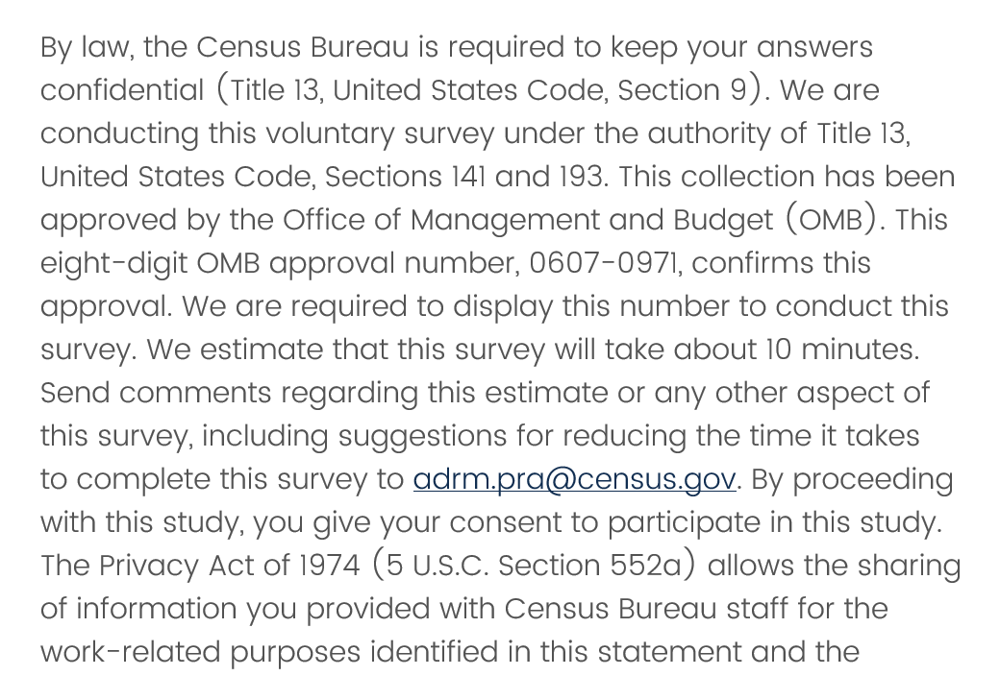 By law, the Census Bureau is required to keep your answers
confidential (Title 13, United States Code, Section 9). We are
conducting this voluntary survey under the authority of Title 13,
United States Code, Sections 141 and 193. This collection has been
approved by the Office of Management and Budget (OMB). This
eight-digit OMB approval number, 0607-0971, confirms this
approval. We are required to display this number to conduct this
survey. We estimate that this survey will take about 10 minutes.
Send comments regarding this estimate or any other aspect of
this survey, including suggestions for reducing the time it takes
to complete this survey to adrm.pra@census.gov. By proceeding
with this study, you give your consent to participate in this study.
The Privacy Act of 1974 (5 U.S.C. Section 552a) allows the sharing
of information you provided with Census Bureau staff for the
work-related purposes identified in this statement and the